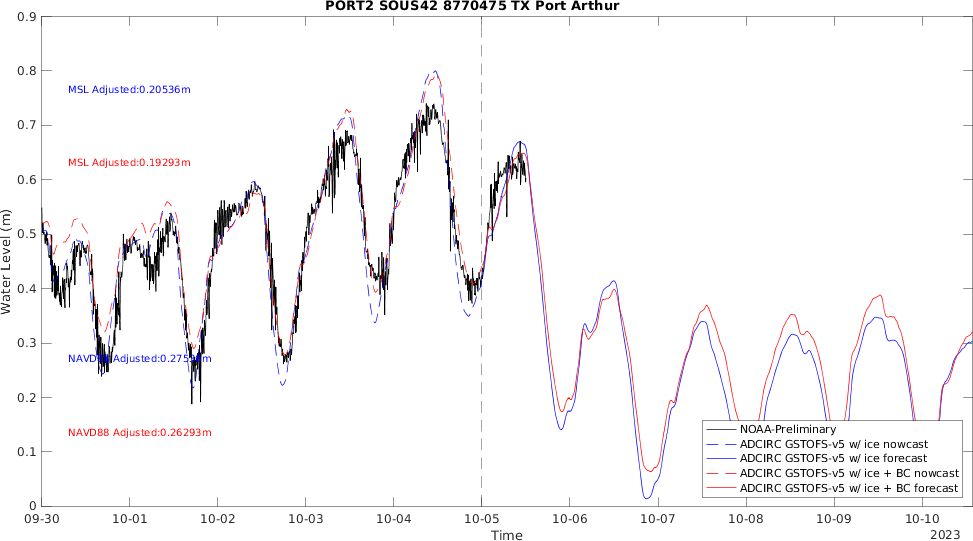 PORT2 SOUS42 8770475 TX Port Arthur
0.9
0.8
0.7
0.6
0.5
0.4
0.3
0.2
0.1
0
Water Level (m)
MSL Adjusted:0.20536m
MSL Adjusted:0.19293m
Adjusted:0.275
NAVD88 Adjusted:0.26293m
NOAA-Preliminary
ADCIRC GSTOFS-v5 w/ ice nowcast
ADCIRC GSTOFS-v5 w/ ice forecast
ADCIRC GSTOFS-v5 w/ ice + BC nowcast
ADCIRC GSTOFS-v5 w/ ice + BC forecast
09-30 10-01 10-02 10-03 10-04 10-05 10-06 10-07 10-08 10-09 10-10
Time
2023